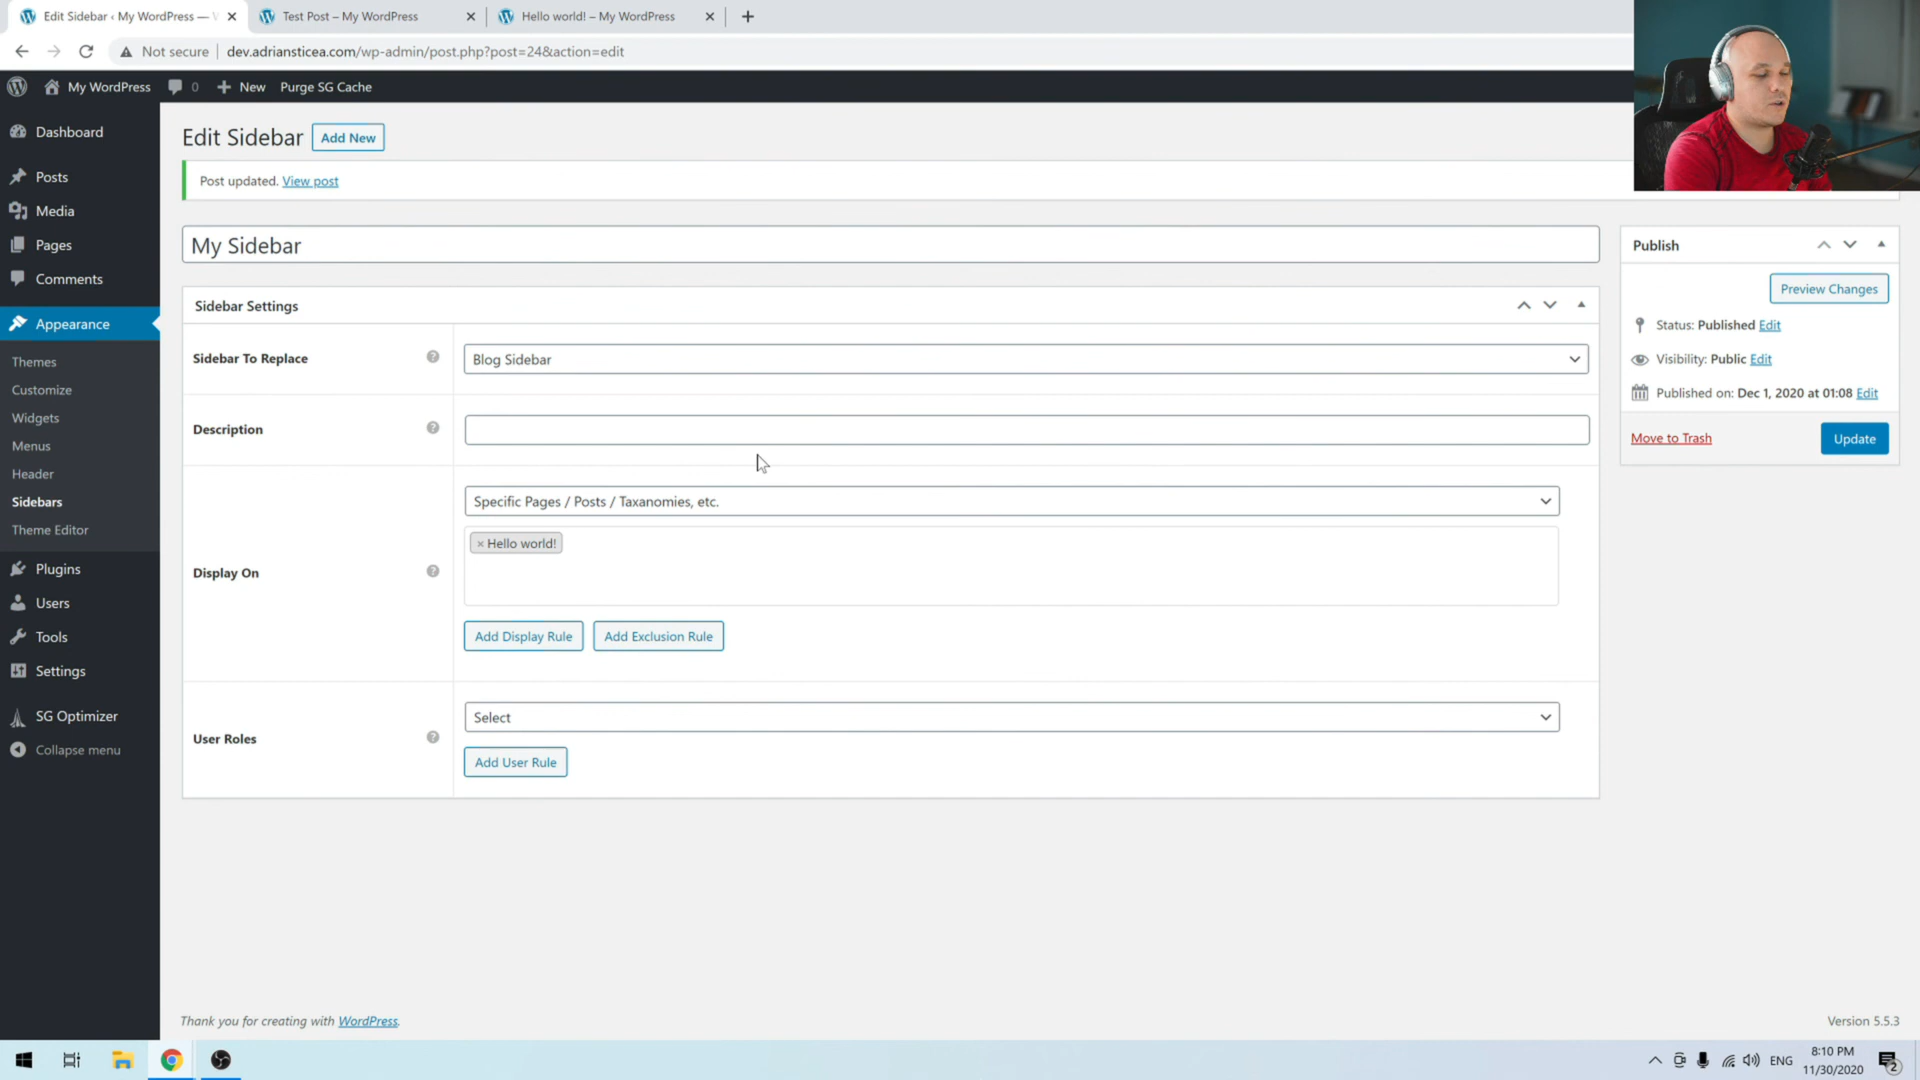 Edit Sidebar ‹ My WordPress —
Test Post – My WordPress
Hello world! – My WordPress
Not secure
dev.adriansticea.com/wp-admin/post.php?post=24&action=edit
My WordPress
0
New
Purge SG Cache
Dashboard
Posts
Media
Pages
Comments
Appearance
Themes
Customize
Widgets
Menus
Header
Sidebars
Theme Editor
Plugins
Users
Tools
Settings
SG Optimizer
Collapse menu
Edit Sidebar
Add New
Post updated. View post
My Sidebar
Sidebar Settings
Sidebar To Replace
Blog Sidebar
Description
Display On
Specific Pages / Posts / Taxanomies, etc.
× Hello world!
Add Display Rule
Add Exclusion Rule
User Roles
Select
Add User Rule
Publish
Preview Changes
Status: Published Edit
Visibility: Public Edit
Published on: Dec 1, 2020 at 01:08 Edit
Move to Trash
Update
Thank you for creating with WordPress.
Version 5.5.3
ENG
8:10 PM
11/30/2020
2